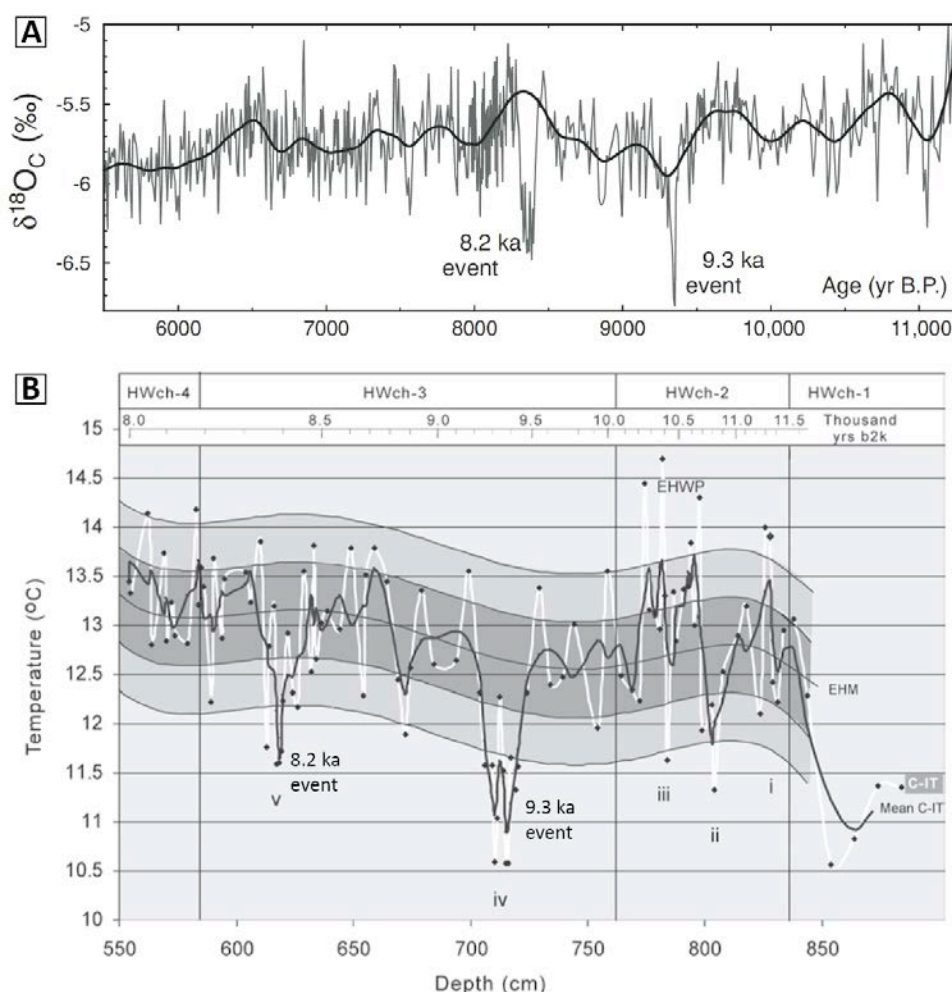 A
-5
-5.5
-6
-6.5
δ18OC (‰)
8.2 ka
event
9.3 ka
event
Age (yr B.P.)
6000 7000 8000 9000 10,000 11,000
B
HWch-4 HWch-3 HWch-2 HWch-1
8.0 8.5 9.0 9.5 10.0 10.5 11.0 11.5 Thousand
yrs b2k
15
14.5
14
13.5
13
12.5
12
11.5
11
10.5
10
Temperature (ºC)
EHWP
EHM
8.2 ka
event
v
9.3 ka
event
iv
iii
ii
i
C-IT
Mean C-IT
550 600 650 700 750 800 850
Depth (cm)